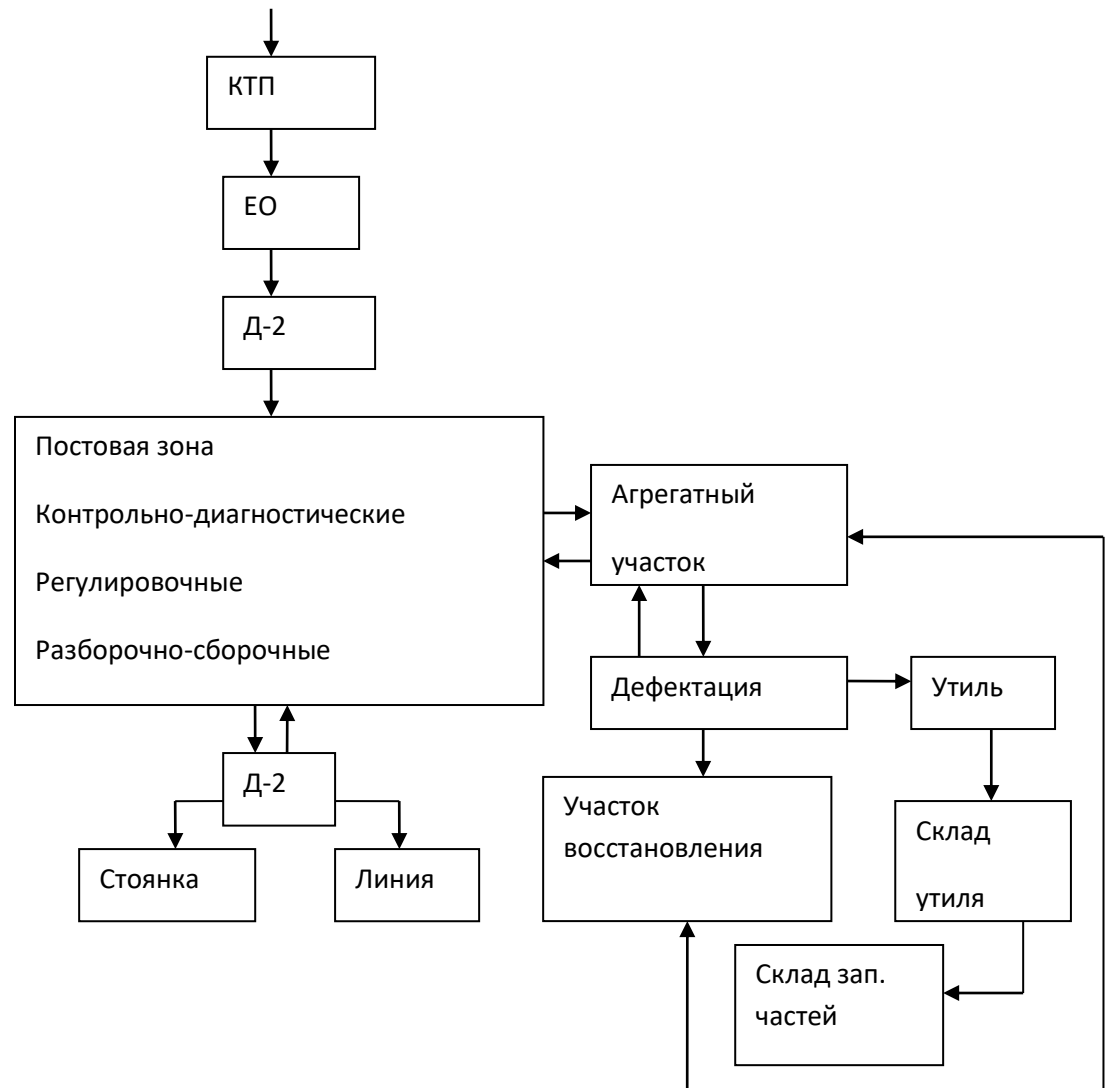 КТП
ЕО
Д-2
Постовая зона
Контрольно-диагностические
Регулировочные
Разборочно-сборочные
Агрегатный
участок
Дефектация
Утиль
Д-2
Участок
восстановления
Склад
утиля
Стоянка
Линия
Склад зап.
частей